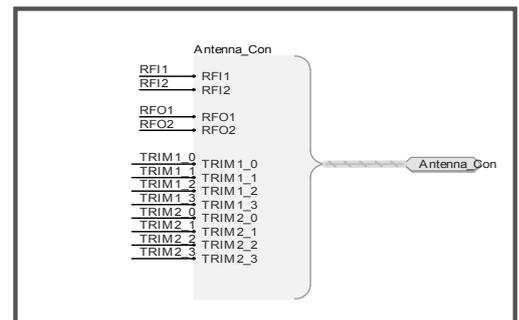 Antenna_Con
RFI1
RFI1
RFI2
RFI2
RFO1
RFO1
RFO2
RFO2
TRIM1_0
TRIM1_0
TRIM1_1
TRIM1_1
TRIM1_2
TRIM1_2
TRIM1_3
TRIM1_3
TRIM2_0
TRIM2_0
TRIM2_1
TRIM2_1
TRIM2_2
TRIM2_2
TRIM2_3
TRIM2_3
Antenna_Con